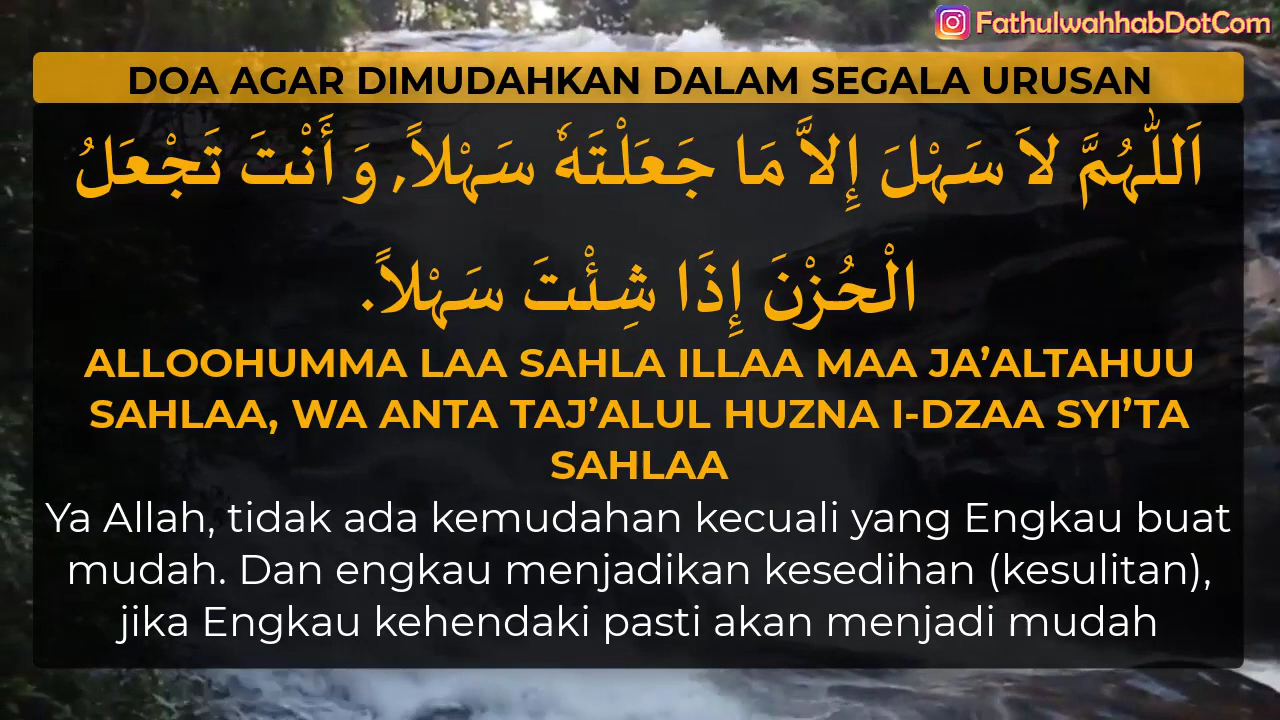 FathulwahhabDotCom
DOA AGAR DIMUDAHKAN DALAM SEGALA URUSAN
اَللّٰهُمَّ لاَ سَهْلَ إِلاَّ مَا جَعَلْتَهٗ سَهْلاً, وَ أَنْتَ تَجْعَلُ
الْحُزْنَ إِذَا شِئْتَ سَهْلاً.
ALLOOHUMMA LAA SAHLA ILLAA MAA JA’ALTAHUU
SAHLAA, WA ANTA TAJ’ALUL HUZNA I-DZAA SYI’TA
SAHLAA
Ya Allah, tidak ada kemudahan kecuali yang Engkau buat
mudah. Dan engkau menjadikan kesedihan (kesulitan),
jika Engkau kehendaki pasti akan menjadi mudah